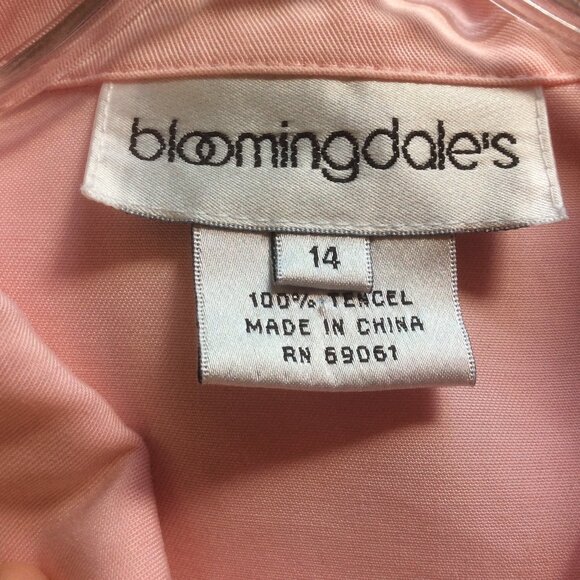 bloomingdale's
14
100% TENCEL
MADE IN CHINA
RN 69061